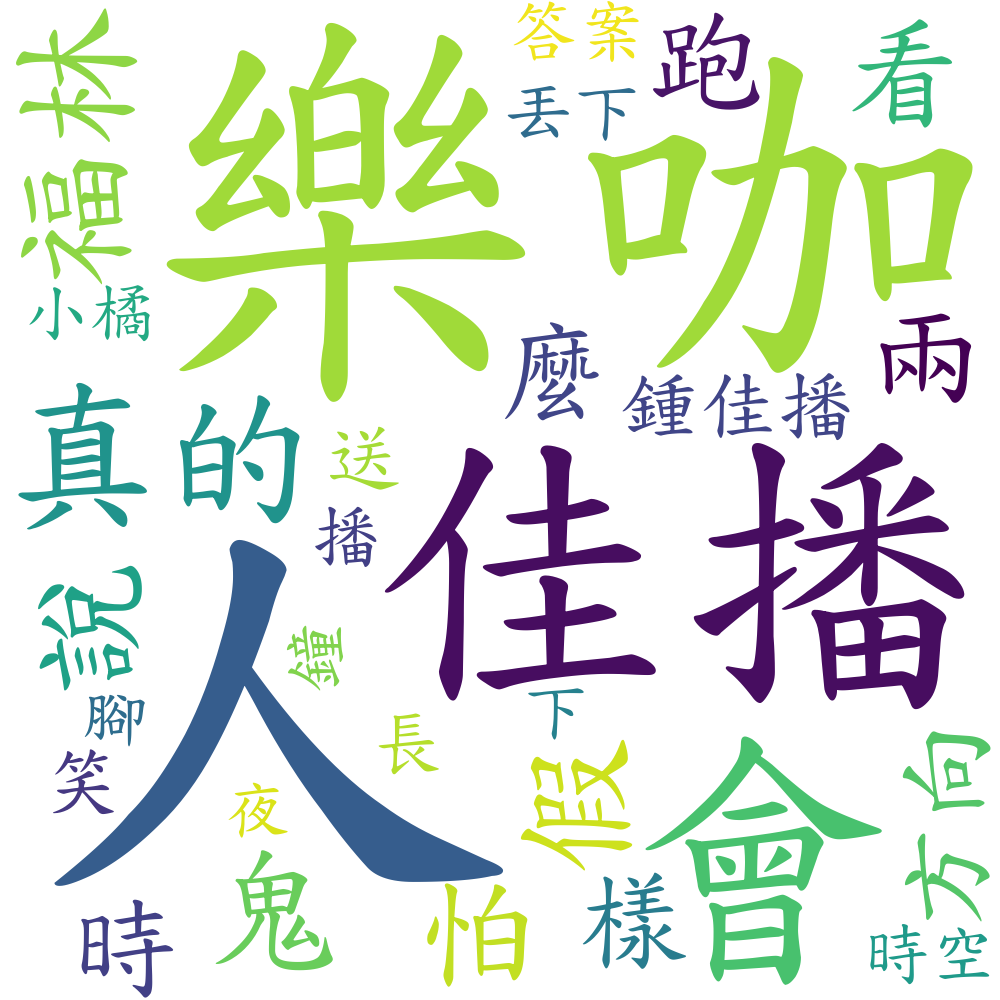 答案
跑
看
福林
樂咖
丟下
小橘
兩
麼
鍾佳播
真的
送
佳播
播
說
人
鐘
腳
下
長
笑
夜
假
會
方向
鬼
怕
樣
時
時空